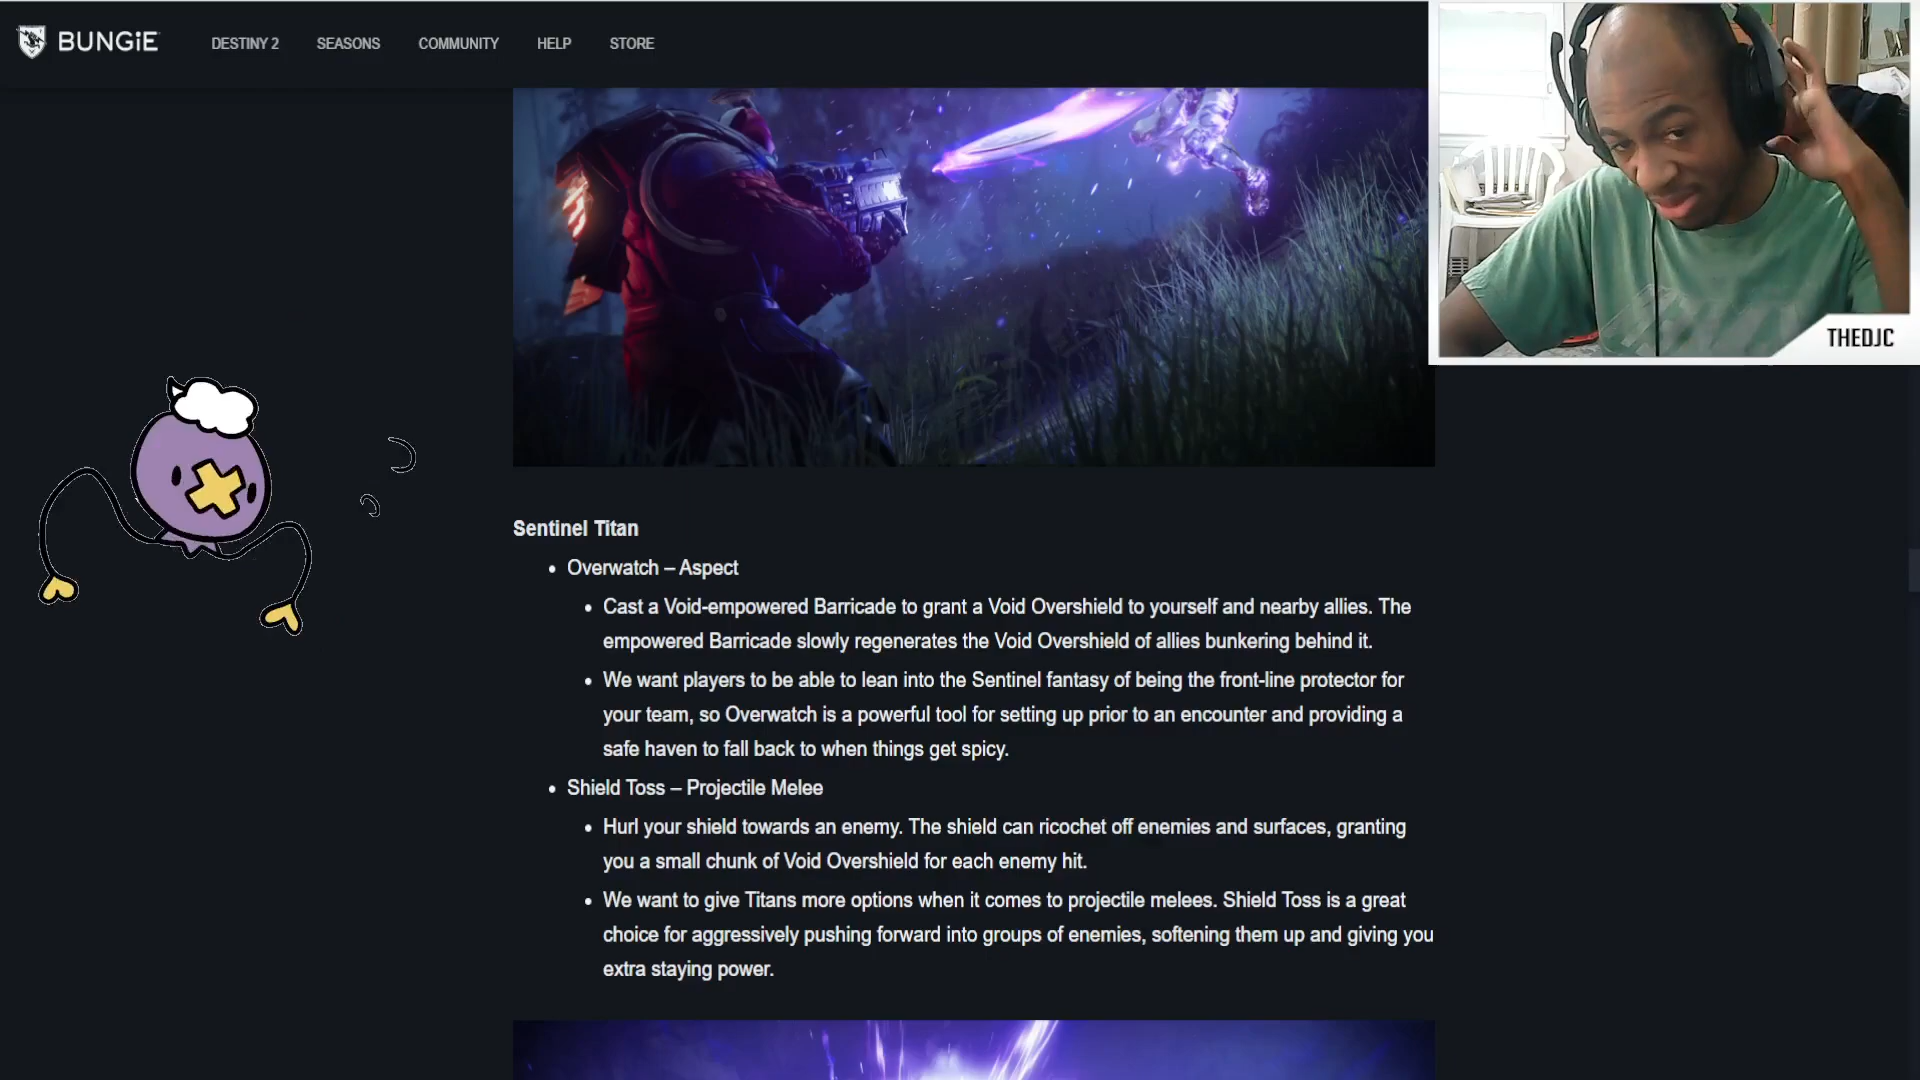 BUNGiE
DESTINY 2
SEASONS
COMMUNITY
HELP
STORE
THEDJC
Sentinel Titan
• Overwatch – Aspect
• Cast a Void-empowered Barricade to grant a Void Overshield to yourself and nearby allies. The
empowered Barricade slowly regenerates the Void Overshield of allies bunkering behind it.
• We want players to be able to lean into the Sentinel fantasy of being the front-line protector for
your team, so Overwatch is a powerful tool for setting up prior to an encounter and providing a
safe haven to fall back to when things get spicy.
• Shield Toss – Projectile Melee
• Hurl your shield towards an enemy. The shield can ricochet off enemies and surfaces, granting
you a small chunk of Void Overshield for each enemy hit.
• We want to give Titans more options when it comes to projectile melees. Shield Toss is a great
choice for aggressively pushing forward into groups of enemies, softening them up and giving you
extra staying power.